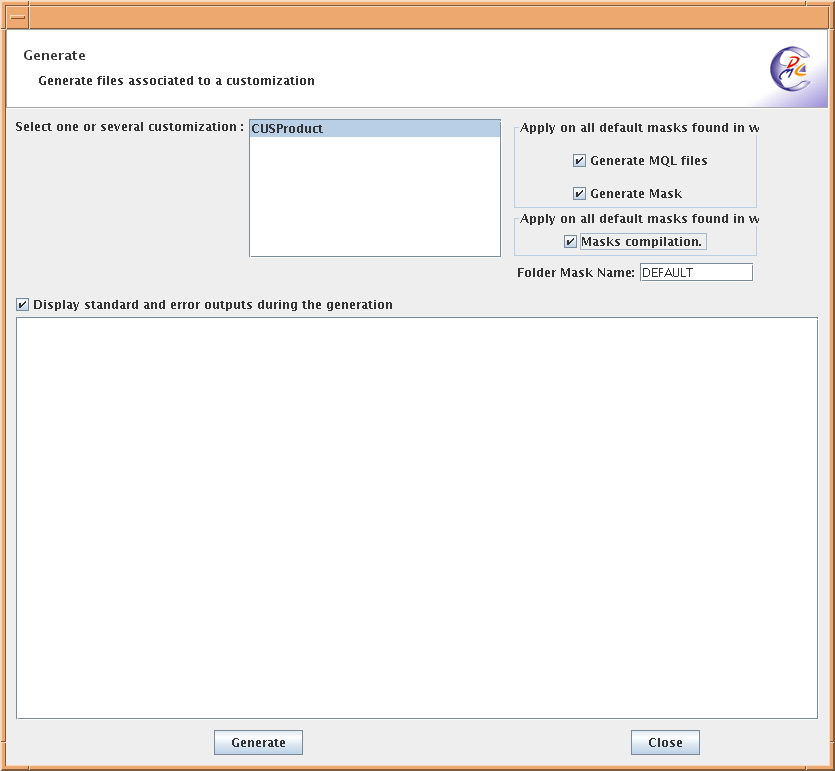 Generate
Generate files associated to a customization
Select one or several customization :
CUSProduct
Apply on all default masks found in w
Generate MQL files
Generate Mask
Apply on all default masks found in w
Masks compilation.
Folder Mask Name: DEFAULT
Display standard and error outputs during the generation
Generate
Close